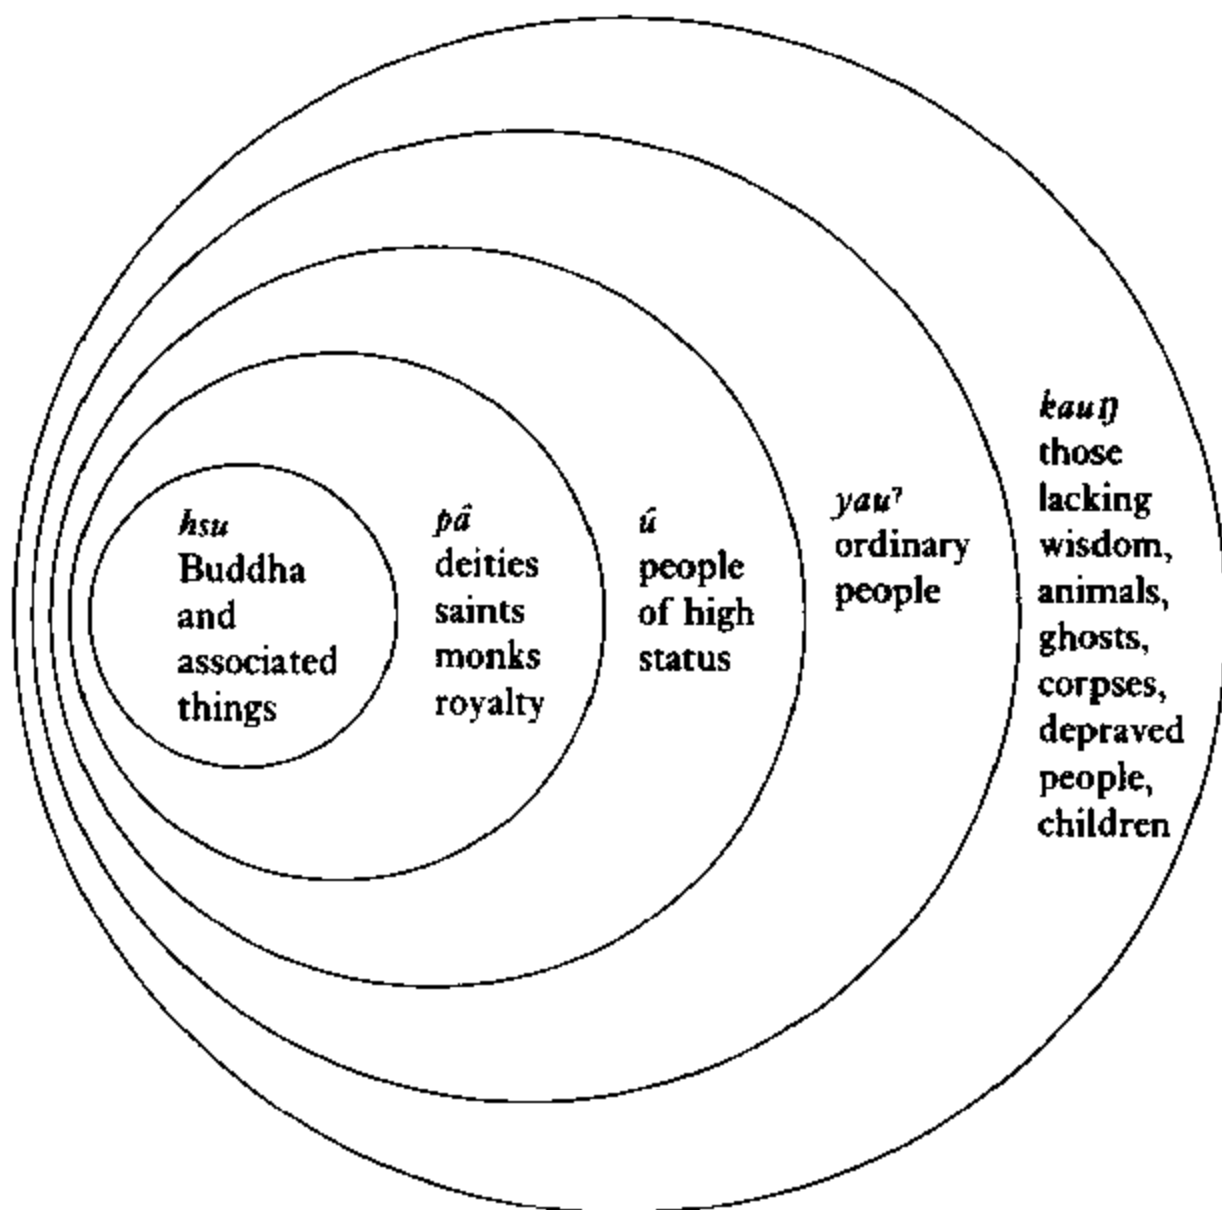 hsu
Buddha
and
associated
things
pâ
deities
saints
monks
royalty
û
people
of high
status
yauˀ
ordinary
people
kauŋ
those
lacking
wisdom,
animals,
ghosts,
corpses,
depraved
people,
children